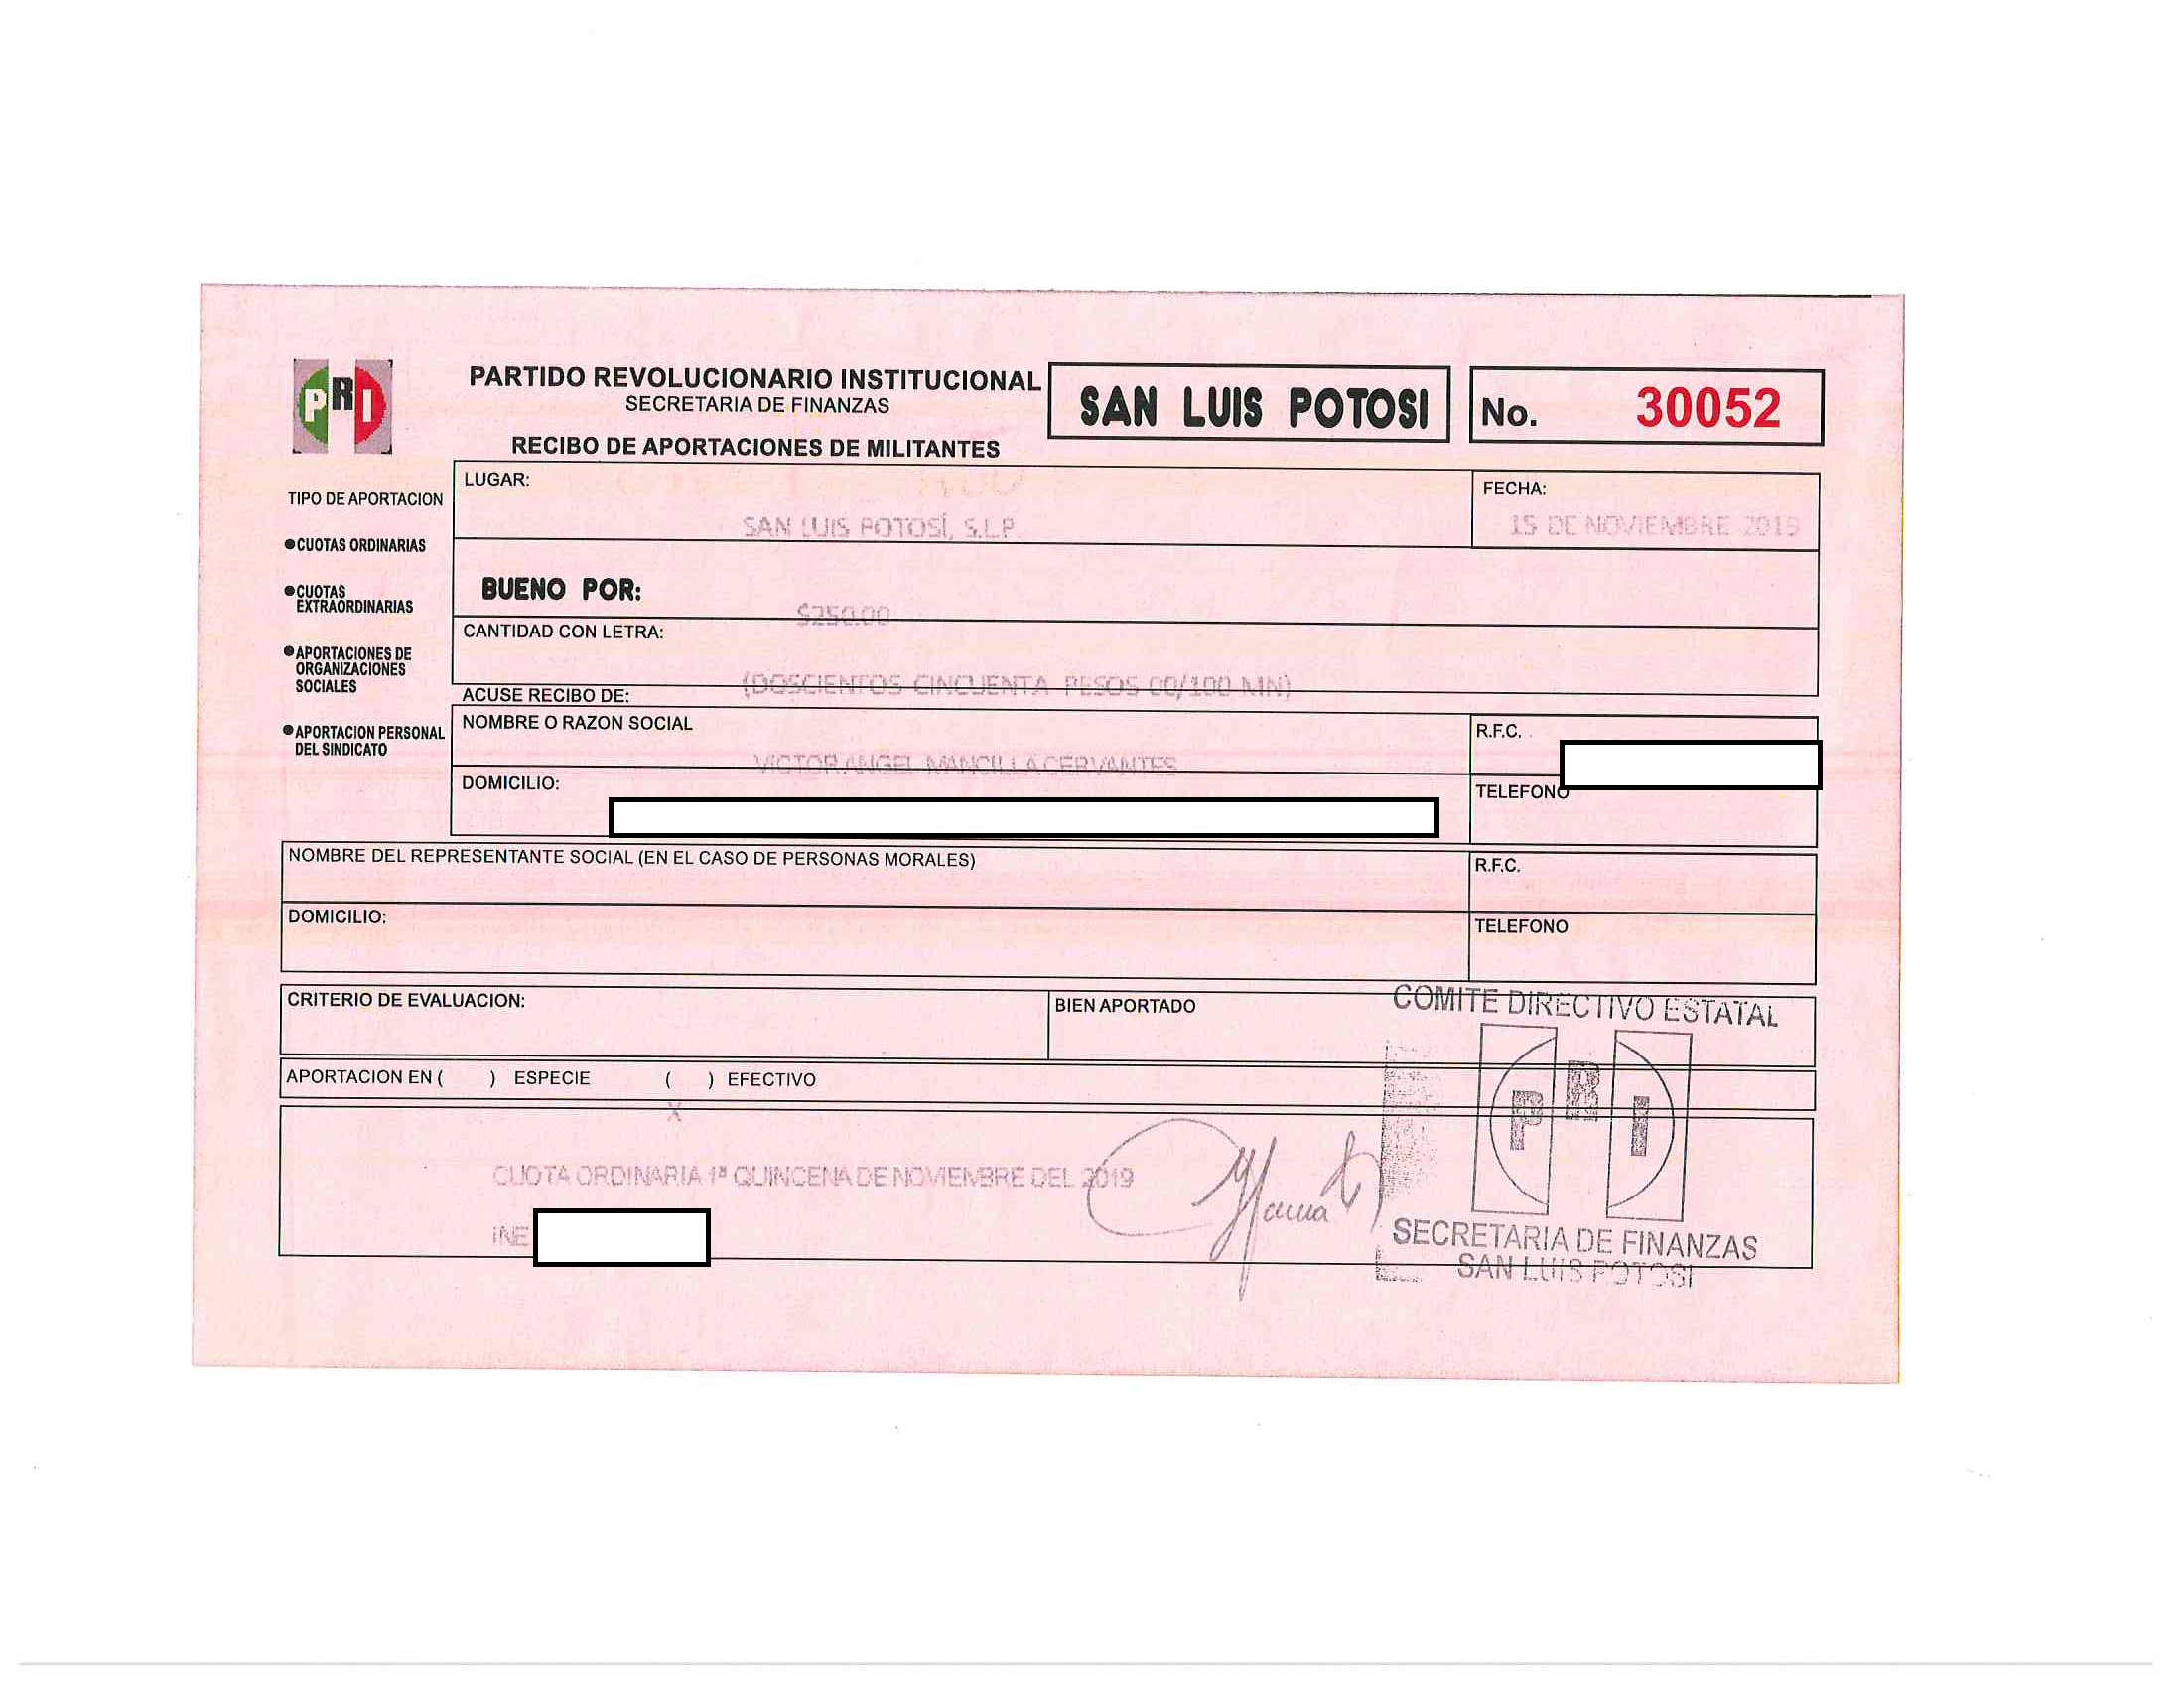 PRI
PARTIDO REVOLUCIONARIO INSTITUCIONAL
SECRETARIA DE FINANZAS
RECIBO DE APORTACIONES DE MILITANTES
SAN LUIS POTOSI
No. 30052
TIPO DE APORTACION
●CUOTAS ORDINARIAS
●CUOTAS
EXTRAORDINARIAS
●APORTACIONES DE
ORGANIZACIONES
SOCIALES
●APORTACION PERSONAL
DEL SINDICATO
LUGAR:
SAN LUIS POTOSÍ, S.L.P.
FECHA:
15 DE NOVIEMBRE 2019
BUENO POR:
$250.00
CANTIDAD CON LETRA:
(DOSCIENTOS CINCUENTA PESOS 00/100 MN)
ACUSE RECIBO DE:
NOMBRE O RAZON SOCIAL
VICTOR ANGEL MANCILLA CERVANTES
R.F.C.
DOMICILIO:
TELEFONO
NOMBRE DEL REPRESENTANTE SOCIAL (EN EL CASO DE PERSONAS MORALES)
R.F.C.
DOMICILIO:
TELEFONO
CRITERIO DE EVALUACION:
BIEN APORTADO
APORTACION EN ( ) ESPECIE ( ) EFECTIVO
X
CUOTA ORDINARIA 1ª QUINCENA DE NOVIEMBRE DEL 2019
INE
COMITE DIRECTIVO ESTATAL
PRI
SECRETARIA DE FINANZAS
SAN LUIS POTOSI